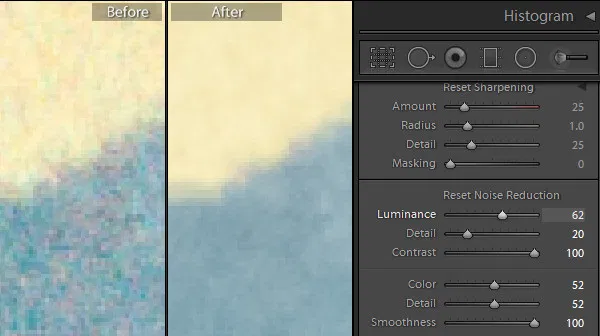 Before
After
Histogram
Reset Sharpening
Amount 25
Radius 1.0
Detail 25
Masking 0
Reset Noise Reduction
Luminance 62
Detail 20
Contrast 100
Color 52
Detail 52
Smoothness 100